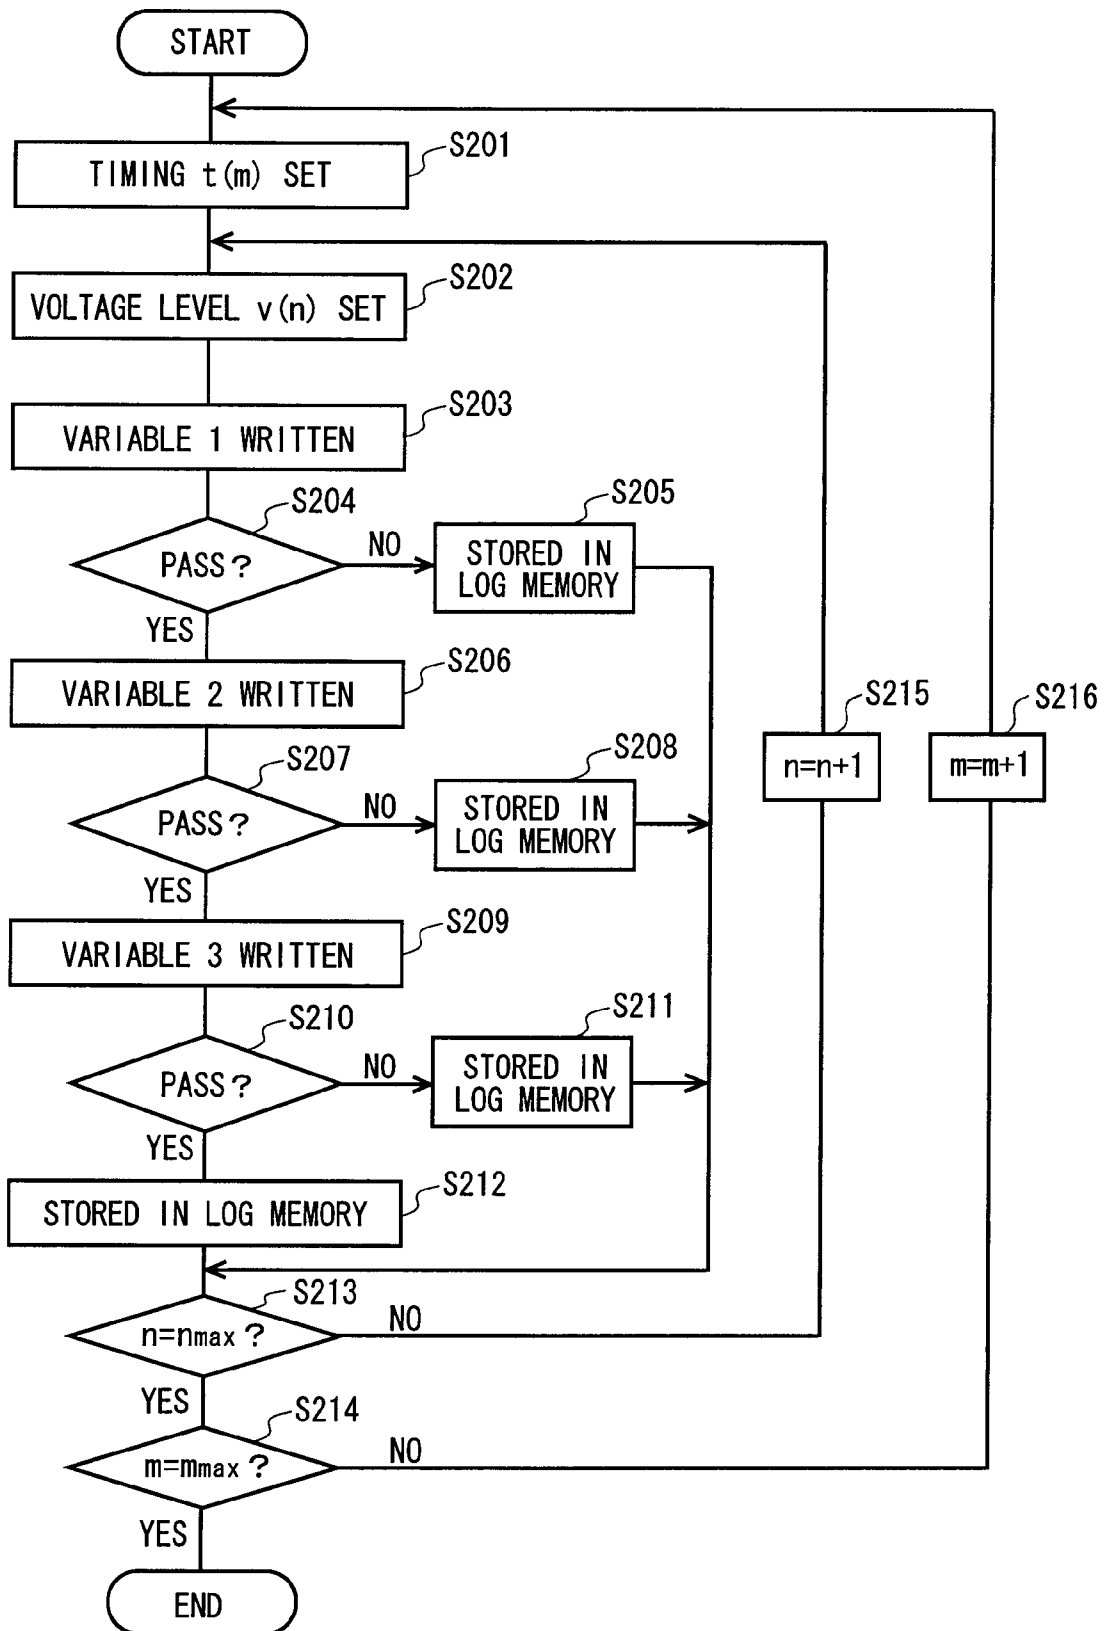 START
S201
TIMING t(m) SET
S202
VOLTAGE LEVEL v(n) SET
S203
VARIABLE 1 WRITTEN
S204
PASS?
NO
S205
STORED IN
LOG MEMORY
YES
S206
VARIABLE 2 WRITTEN
S207
PASS?
NO
S208
STORED IN
LOG MEMORY
S215
n=n+1
S216
m=m+1
YES
S209
VARIABLE 3 WRITTEN
S210
PASS?
NO
S211
STORED IN
LOG MEMORY
YES
S212
STORED IN LOG MEMORY
S213
n=nmax?
NO
YES
S214
m=mmax?
NO
YES
END